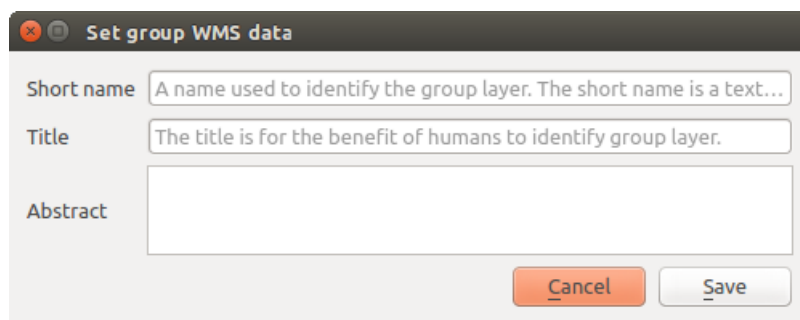 Set group WMS data
Short name A name used to identify the group layer. The short name is a text...
Title The title is for the benefit of humans to identify group layer.
Abstract
Cancel Save